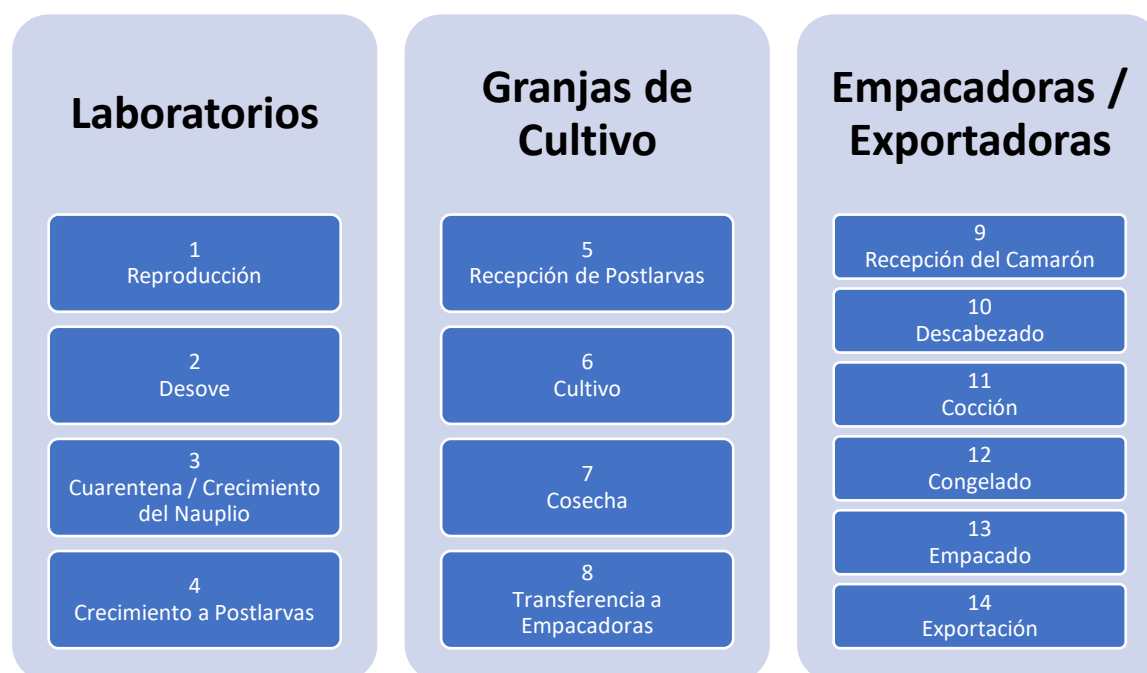 Laboratorios
1
Reproducción
2
Desove
3
Cuarentena / Crecimiento
del Nauplio
4
Crecimiento a Postlarvas
Granjas de
Cultivo
5
Recepción de Postlarvas
6
Cultivo
7
Cosecha
8
Transferencia a
Empacadoras
Empacadoras /
Exportadoras
9
Recepción del Camarón
10
Descabezado
11
Cocción
12
Congelado
13
Empacado
14
Exportación